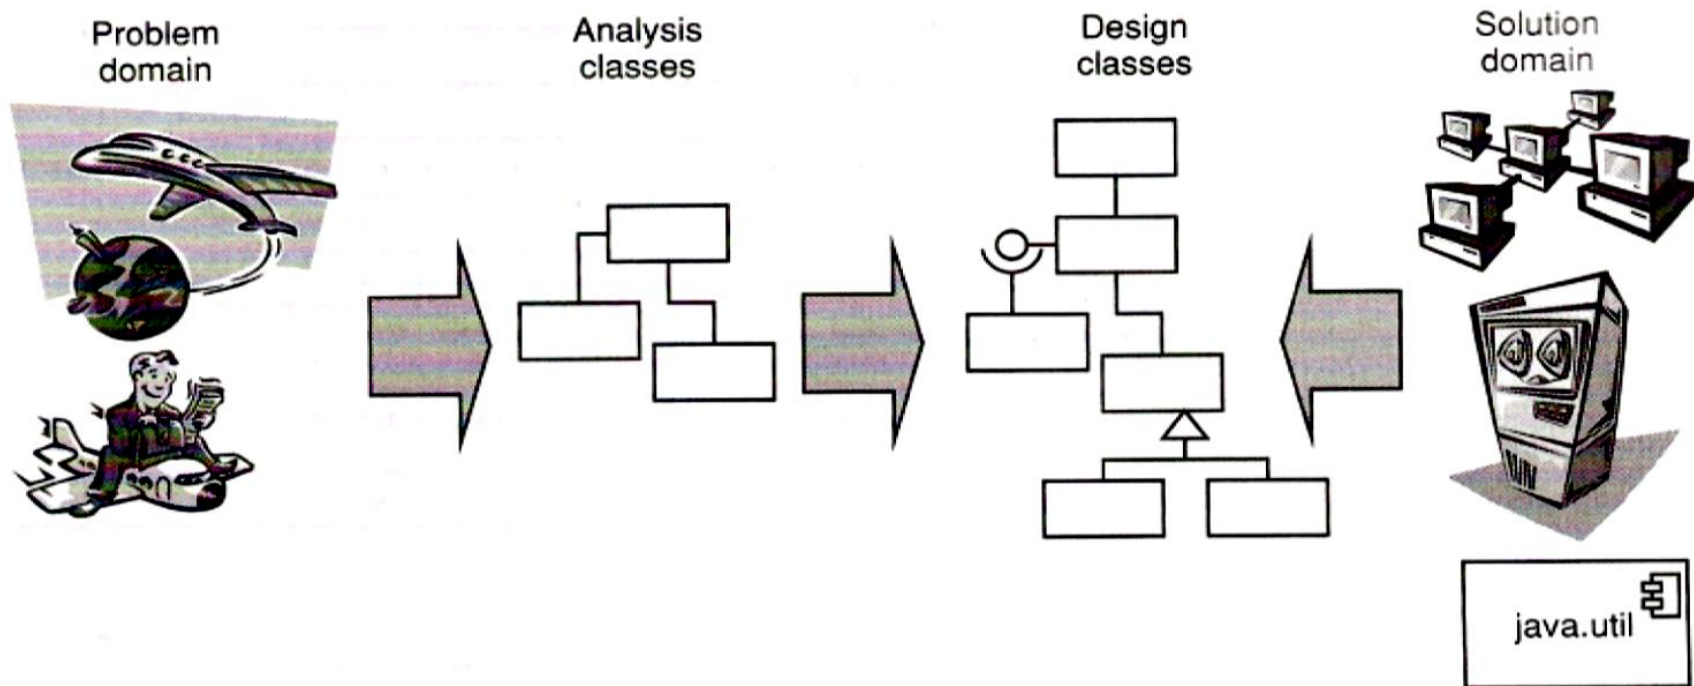 Problem
domain
Analysis
classes
Design
classes
Solution
domain
java.util